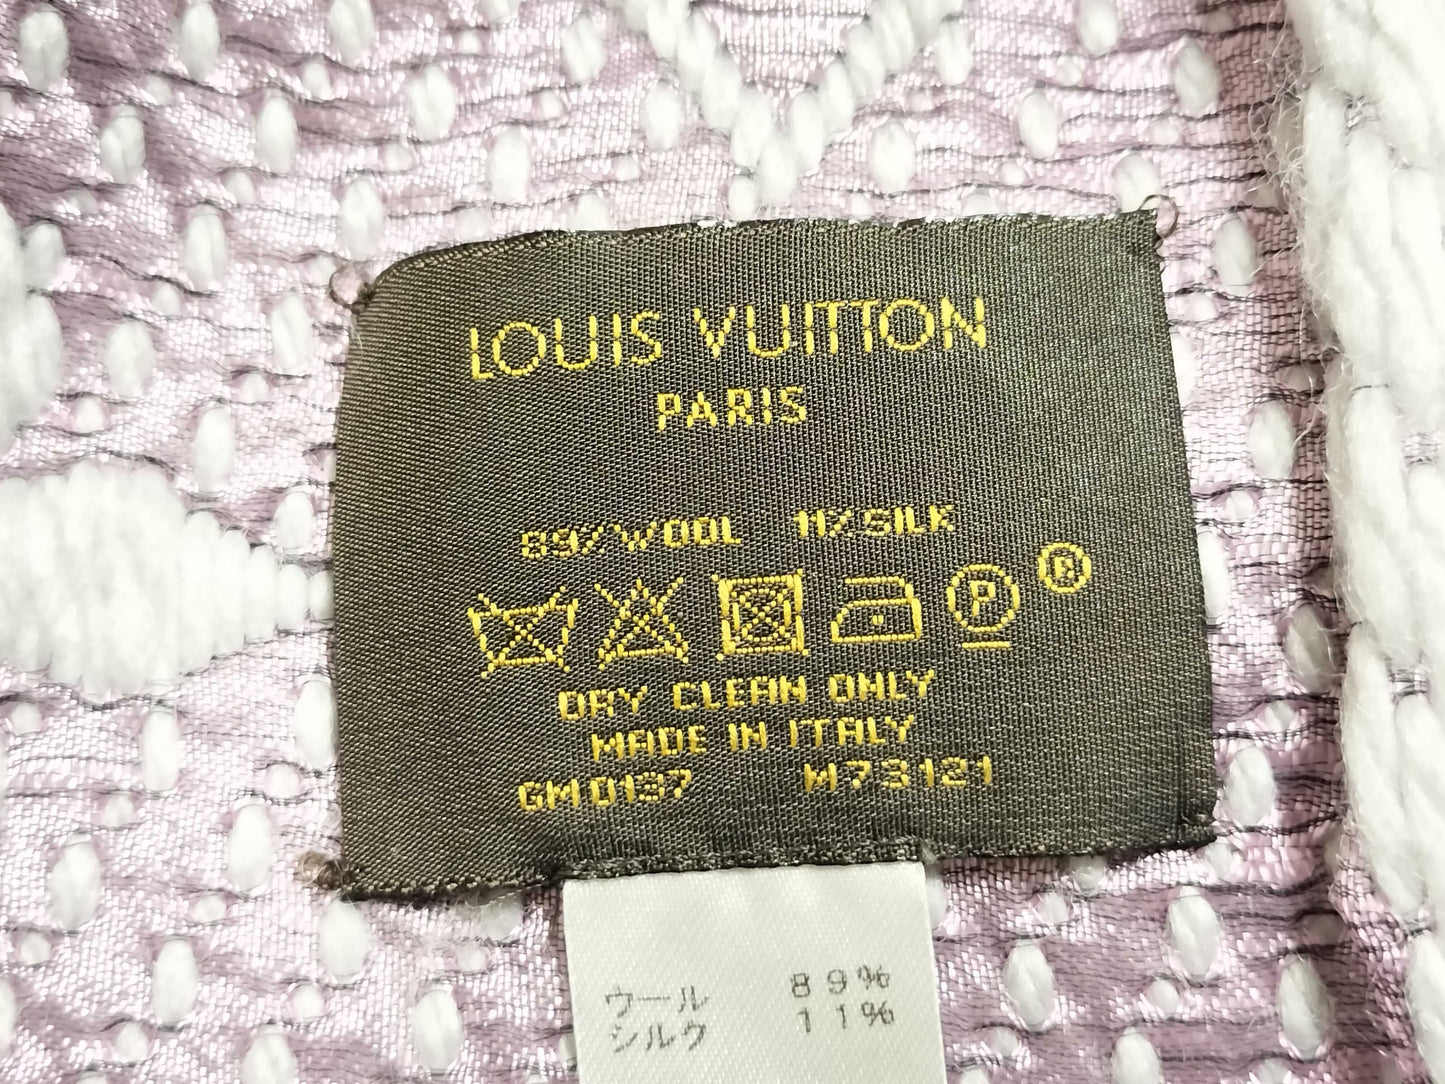 LOUIS VUITTON
PARIS
89% WOOL 11% SILK
P ®
DRY CLEAN ONLY
MADE IN ITALY
GM0137 M73121
ウール 89%
シルク 11%